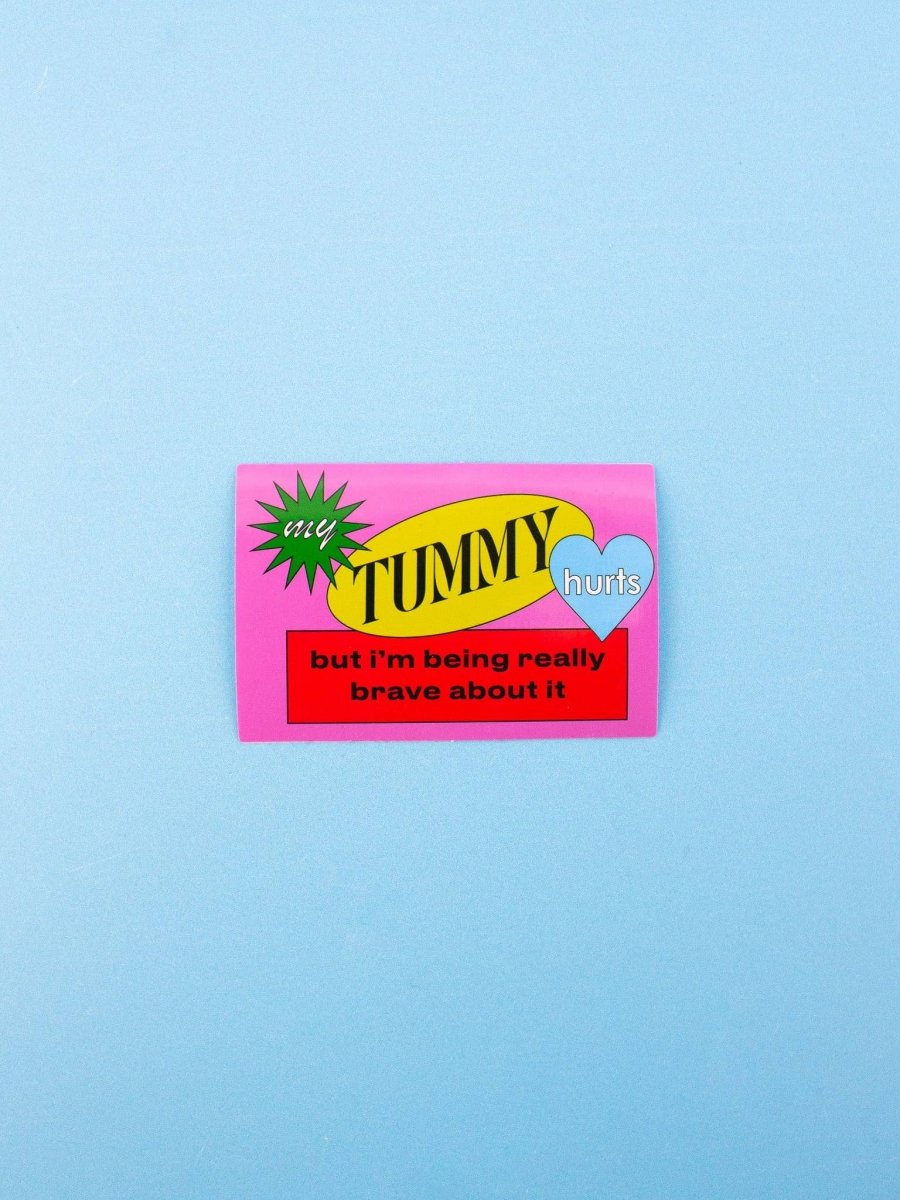 my
TUMMY
hurts
but i'm being really
brave about it